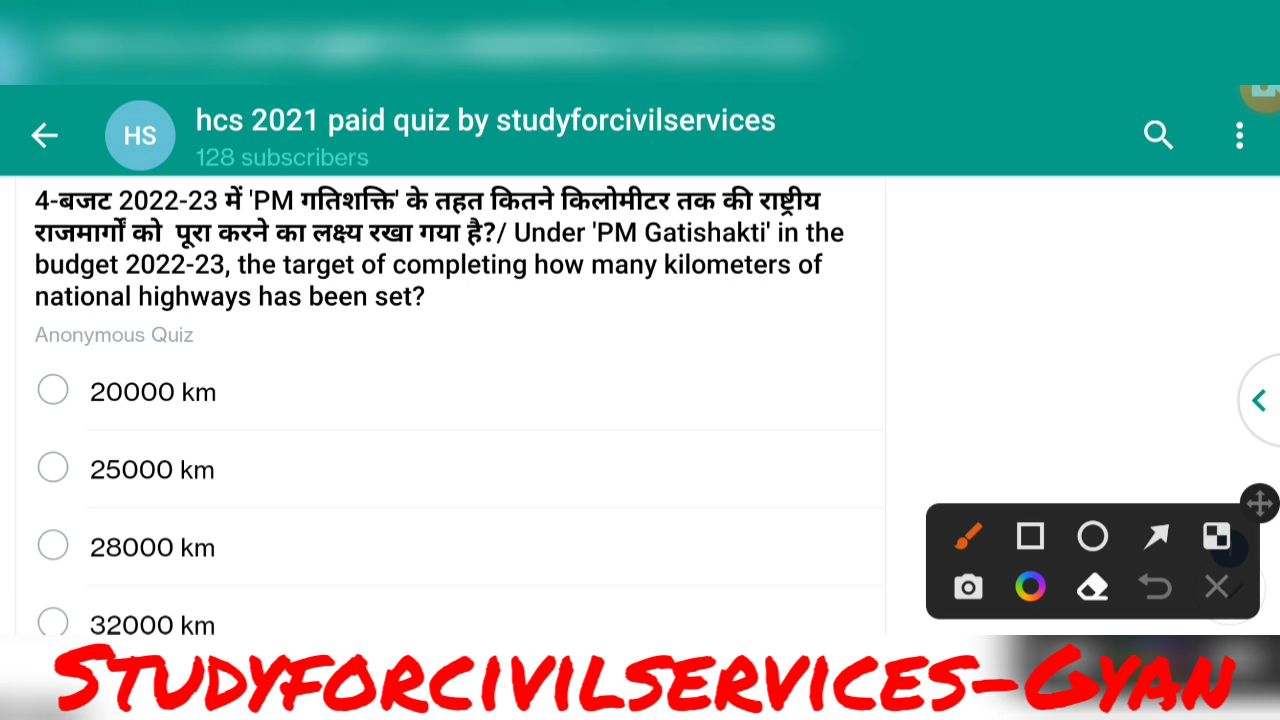 HS
hcs 2021 paid quiz by studyforcivilservices
128 subscribers
4-बजट 2022-23 में 'PM गतिशक्ति' के तहत कितने किलोमीटर तक की राष्ट्रीय
राजमार्गों को पूरा करने का लक्ष्य रखा गया है?/ Under 'PM Gatishakti' in the
budget 2022-23, the target of completing how many kilometers of
national highways has been set?
Anonymous Quiz
20000 km
25000 km
28000 km
32000 km
STUDYFORCIVILSERVICES-GYAN